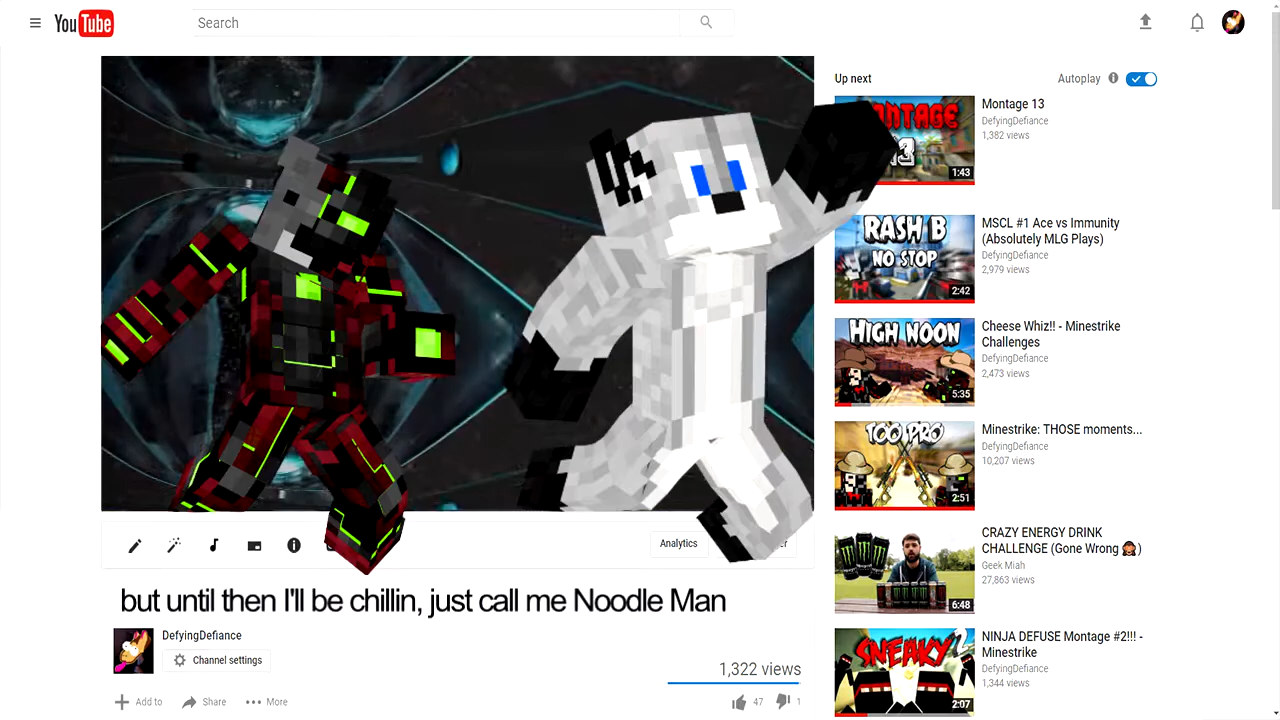 YouTube
Search
Up next
Autoplay
MONTAGE
13
1:43
Montage 13
DefyingDefiance
1,382 views
RASH B
NO STOP
2:42
MSCL #1 Ace vs Immunity
(Absolutely MLG Plays)
DefyingDefiance
2,979 views
HIGH NOON
5:35
Cheese Whiz!! - Minestrike
Challenges
DefyingDefiance
2,473 views
TOO PRO
2:51
Minestrike: THOSE moments...
DefyingDefiance
10,207 views
6:48
CRAZY ENERGY DRINK
CHALLENGE (Gone Wrong
)
Geek Miah
27,863 views
SNEAKY 2
2:07
NINJA DEFUSE Montage #2!!! -
Minestrike
DefyingDefiance
1,344 views
Analytics
but until then I'll be chillin, just call me Noodle Man
DefyingDefiance
Channel settings
1,322 views
Add to
Share
More
47
1